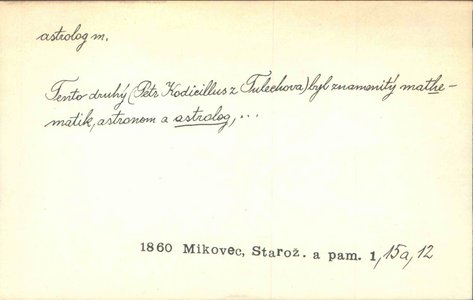 astrolog m.
Tento druhý (Petr Kodicillus z Tulechova) byl znamenitý mathe-
matik, astronom a astrolog, ...
1860 Mikovec, Starož. a pam. 1, 15a, 12